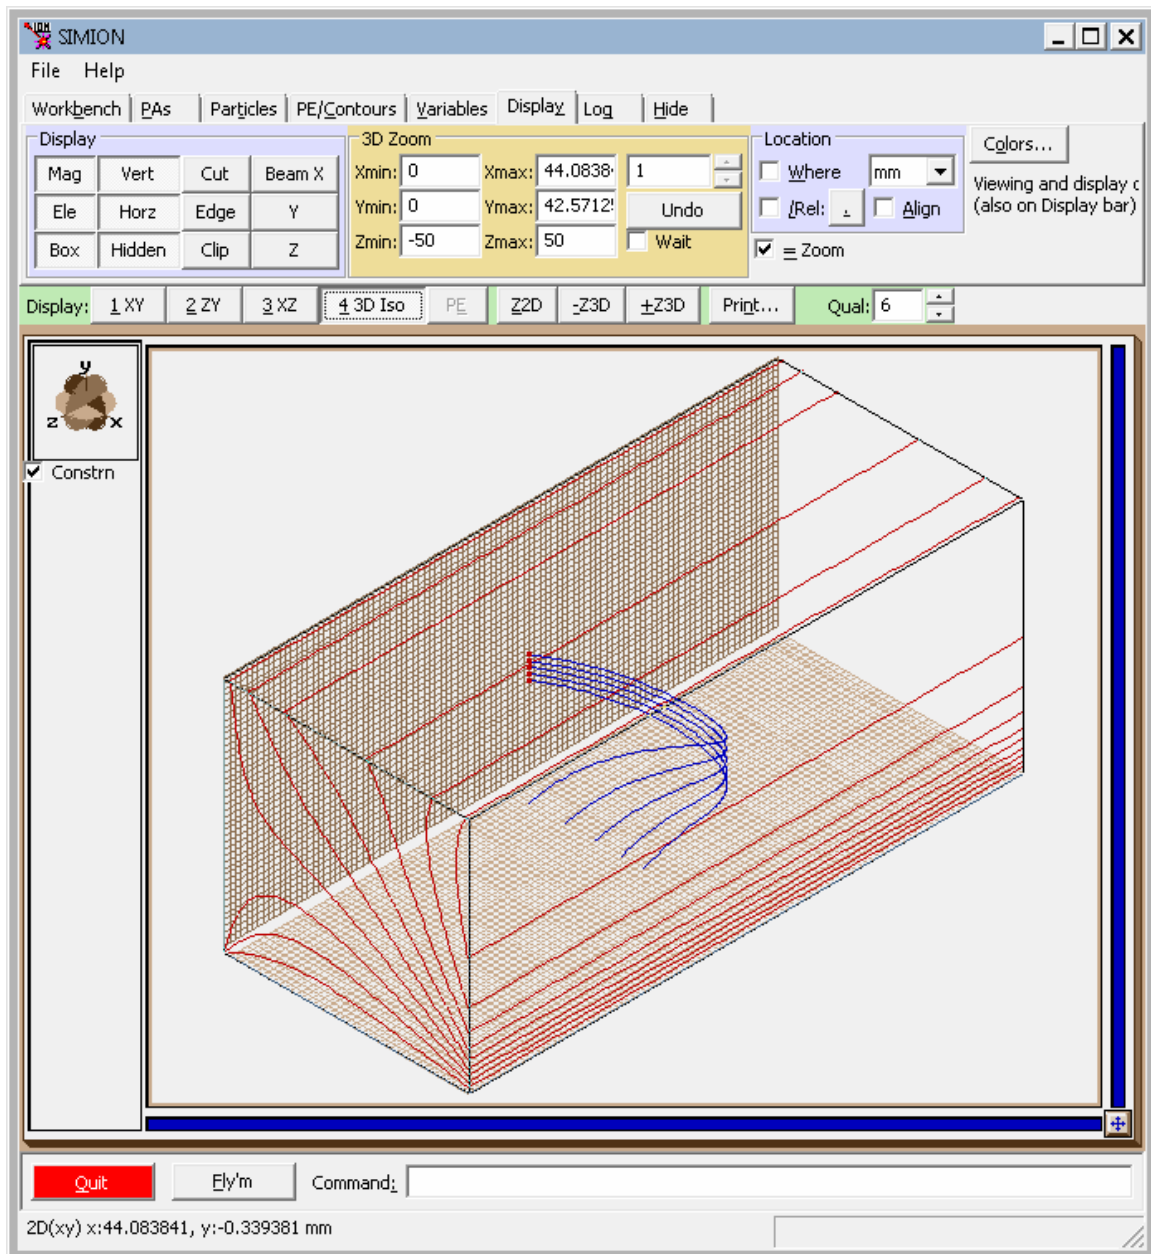 SIMION
File Help
Workbench PAs Particles PE/Contours Variables Display Log Hide
Display
Mag Vert Cut Beam X
Ele Horz Edge Y
Box Hidden Clip Z
3D Zoom
Xmin: 0 Xmax: 44.0838 1
Ymin: 0 Ymax: 42.5712 Undo
Zmin: -50 Zmax: 50 Wait
Location
Where mm
/Rel: . Align
= Zoom
Colors...
Viewing and display
(also on Display bar)
Display: 1 XY 2 ZY 3 XZ 4 3D Iso PE Z2D -Z3D +Z3D Print... Qual: 6
y
z x
Constrn
Quit Fly'm Command:
2D(xy) x:44.083841, y:-0.339381 mm